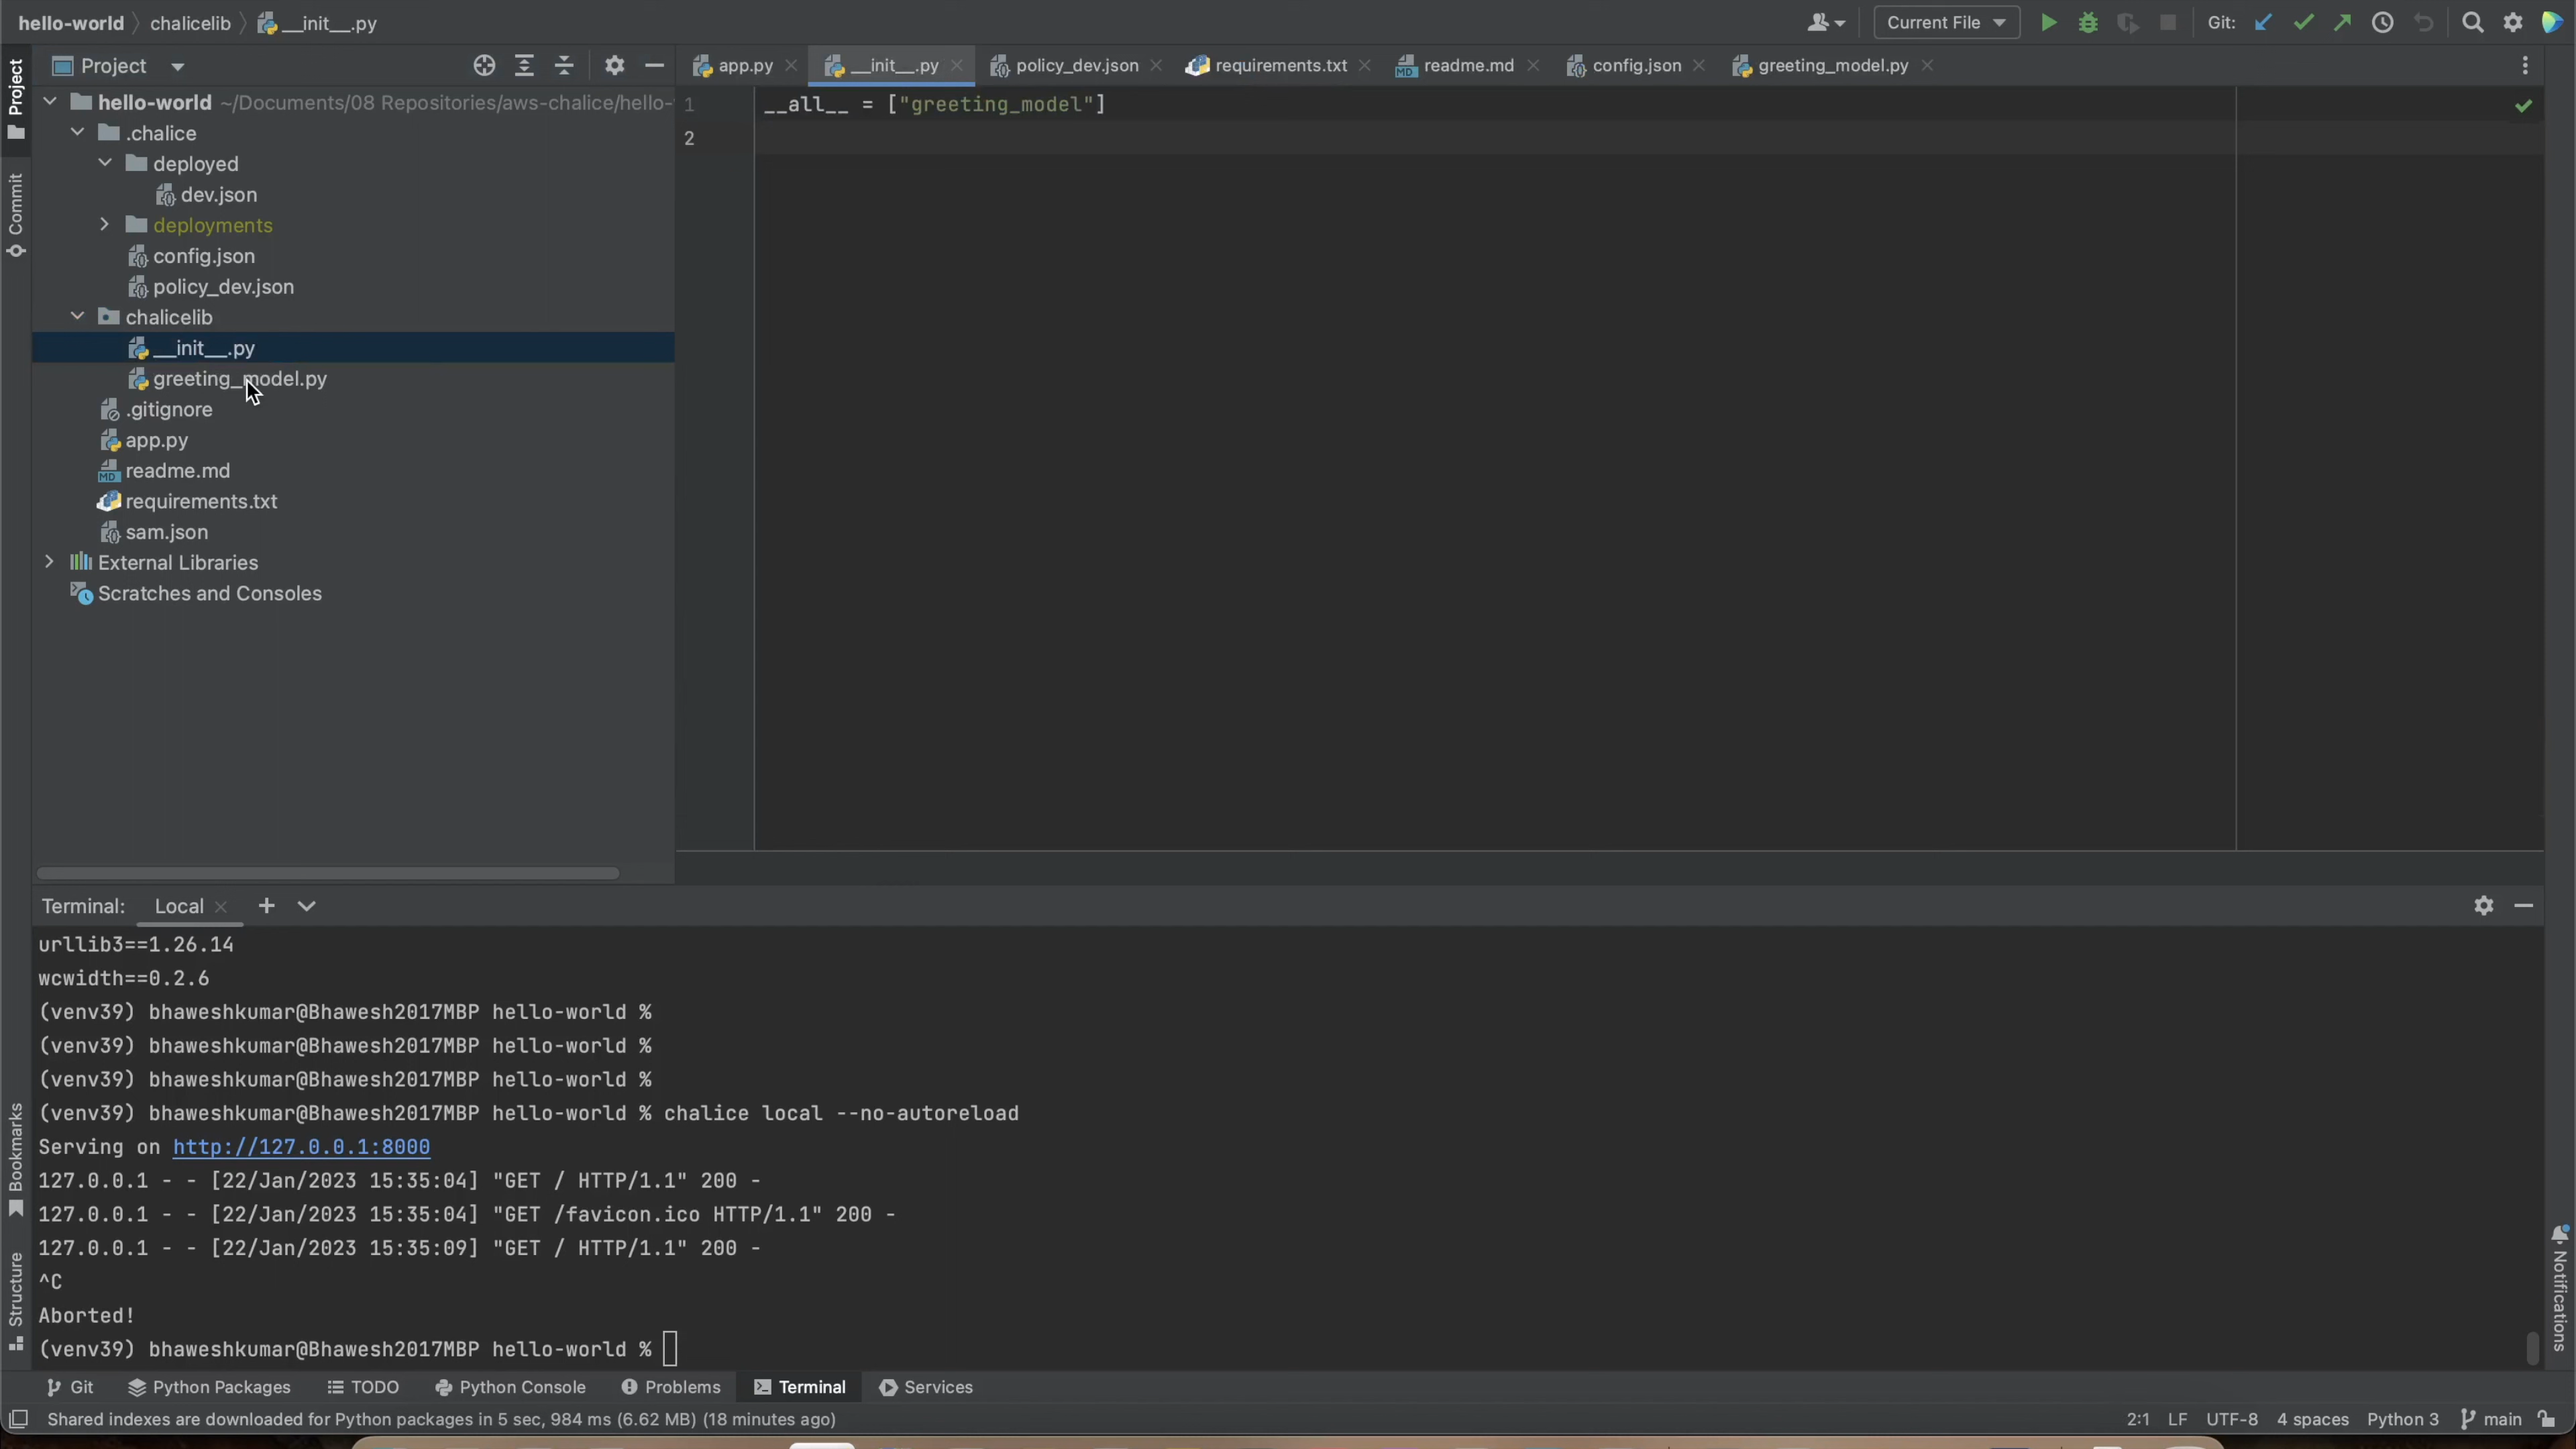 hello-world 〉 chalicelib 〉 __init__.py
Current File
Git:
Project
app.py
__init__.py
policy_dev.json
requirements.txt
readme.md
config.json
greeting_model.py
Project
Commit
hello-world ~/Documents/08 Repositories/aws-chalice/hello-
.chalice
deployed
dev.json
deployments
config.json
policy_dev.json
chalicelib
__init__.py
greeting_model.py
.gitignore
app.py
readme.md
requirements.txt
sam.json
External Libraries
Scratches and Consoles
1 __all__ = ["greeting_model"]
2
Terminal: Local
urllib3==1.26.14
wcwidth==0.2.6
(venv39) bhaweshkumar@Bhawesh2017MBP hello-world %
(venv39) bhaweshkumar@Bhawesh2017MBP hello-world %
(venv39) bhaweshkumar@Bhawesh2017MBP hello-world %
(venv39) bhaweshkumar@Bhawesh2017MBP hello-world % chalice local --no-autoreload
Serving on http://127.0.0.1:8000
127.0.0.1 - - [22/Jan/2023 15:35:04] "GET / HTTP/1.1" 200 -
127.0.0.1 - - [22/Jan/2023 15:35:04] "GET /favicon.ico HTTP/1.1" 200 -
127.0.0.1 - - [22/Jan/2023 15:35:09] "GET / HTTP/1.1" 200 -
^C
Aborted!
(venv39) bhaweshkumar@Bhawesh2017MBP hello-world %
Bookmarks
Structure
Notifications
Git
Python Packages
TODO
Python Console
Problems
Terminal
Services
Shared indexes are downloaded for Python packages in 5 sec, 984 ms (6.62 MB) (18 minutes ago)
2:1 LF UTF-8 4 spaces Python 3 main